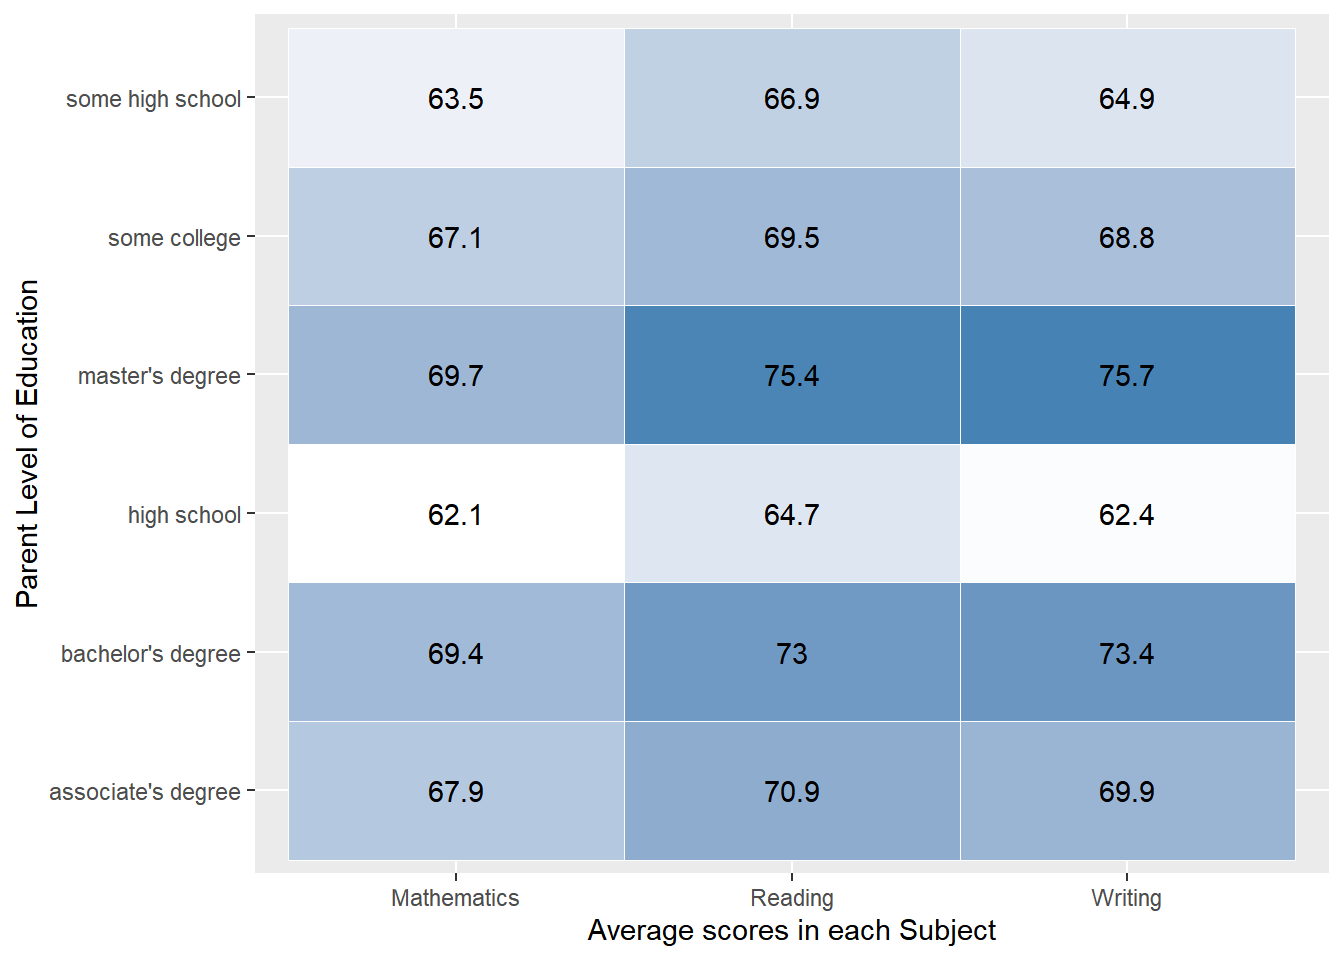 Parent Level of Education
some high school
63.5 66.9 64.9
some college
67.1 69.5 68.8
master's degree
69.7 75.4 75.7
high school
62.1 64.7 62.4
bachelor's degree
69.4 73 73.4
associate's degree
67.9 70.9 69.9
Mathematics Reading Writing
Average scores in each Subject